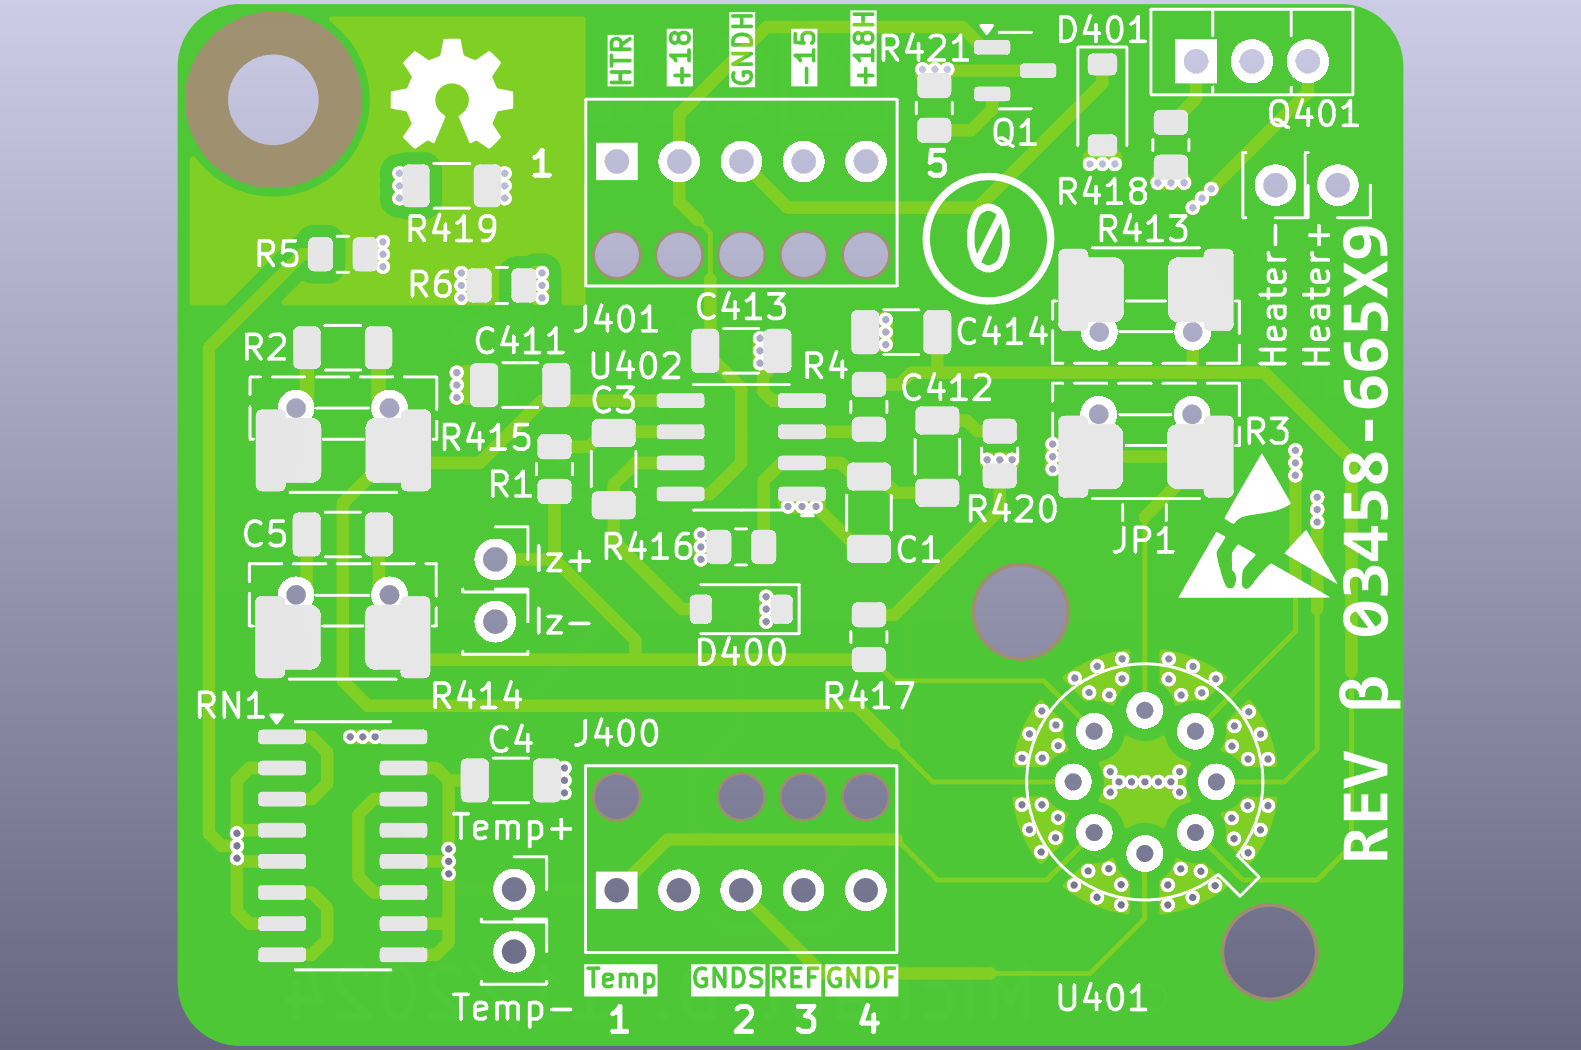 HTR
+18
GNDH
-15
+18H
R421
D401
Q401
Q1
1
5
R418
R419
R413
0
R5
R6
Heater-
Heater+
J401
C413
R2
C411
U402
R4
C414
C3
C412
R415
R3
R1
R420
R416
C1
JP1
C5
Iz+
Iz-
D400
RN1
R414
R417
J400
C4
Temp+
REV β 03458-665X9
Temp
GNDS
REF
GNDF
Temp-
1
2
3
4
U401